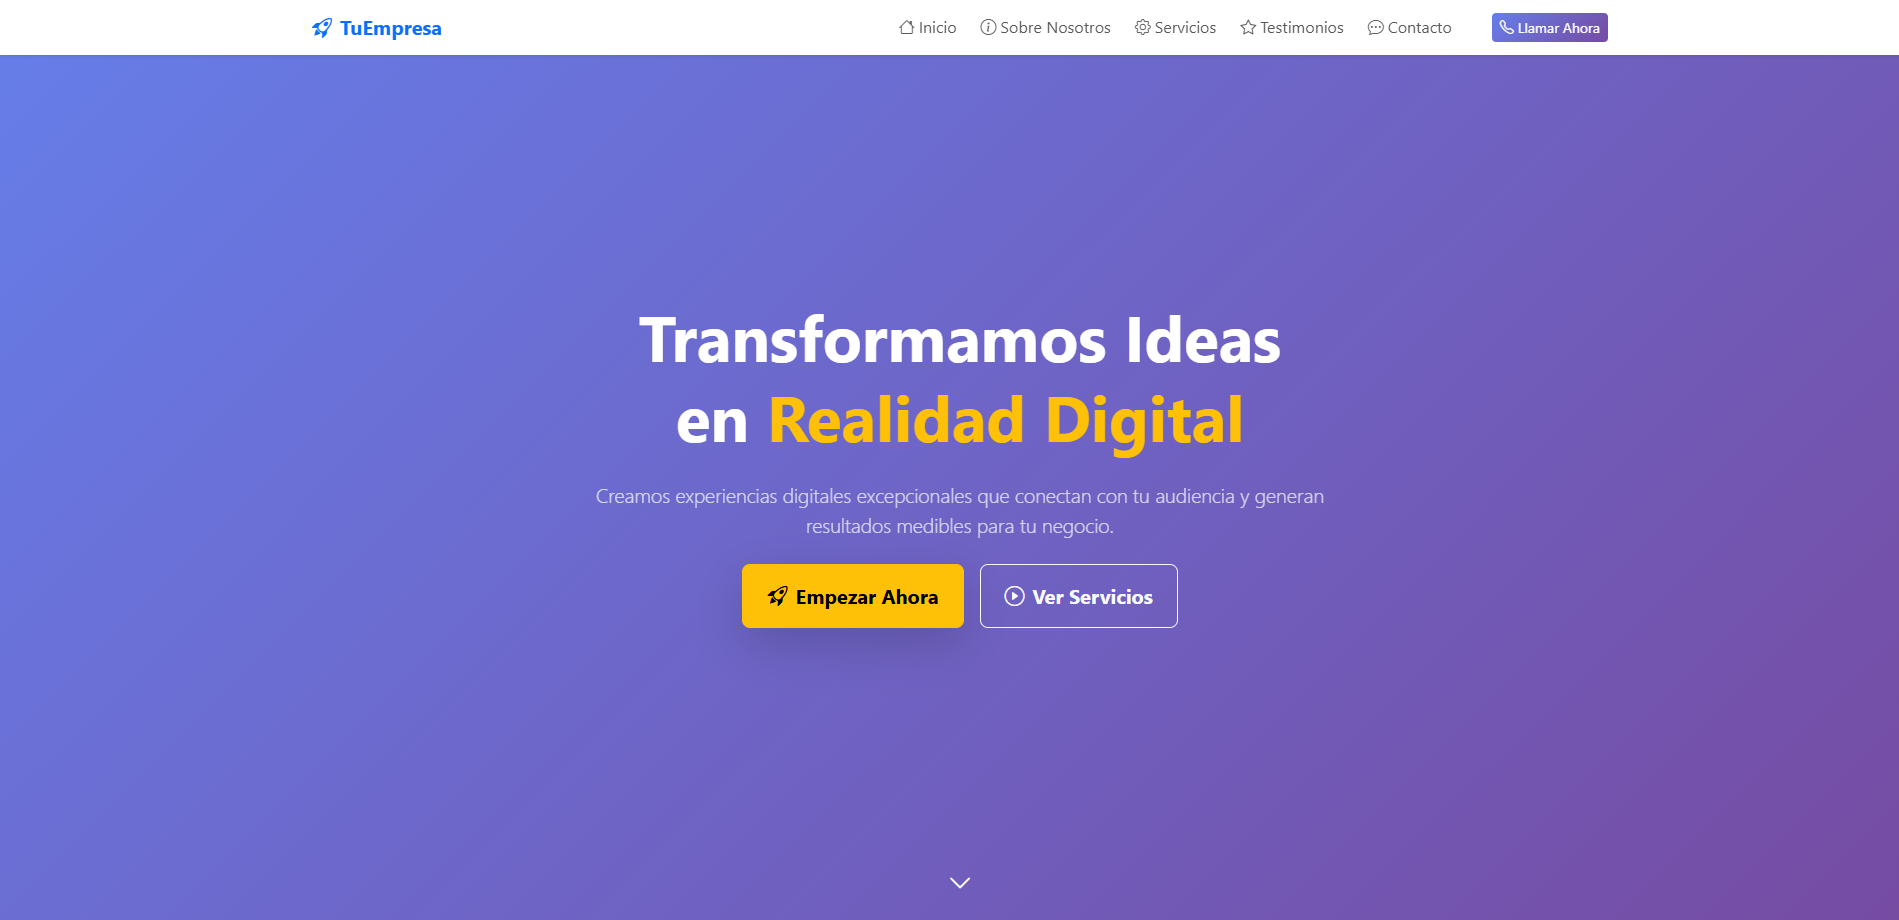 TuEmpresa
Inicio
Sobre Nosotros
Servicios
Testimonios
Contacto
Llamar Ahora
Transformamos Ideas
en Realidad Digital
Creamos experiencias digitales excepcionales que conectan con tu audiencia y generan
resultados medibles para tu negocio.
Empezar Ahora
Ver Servicios